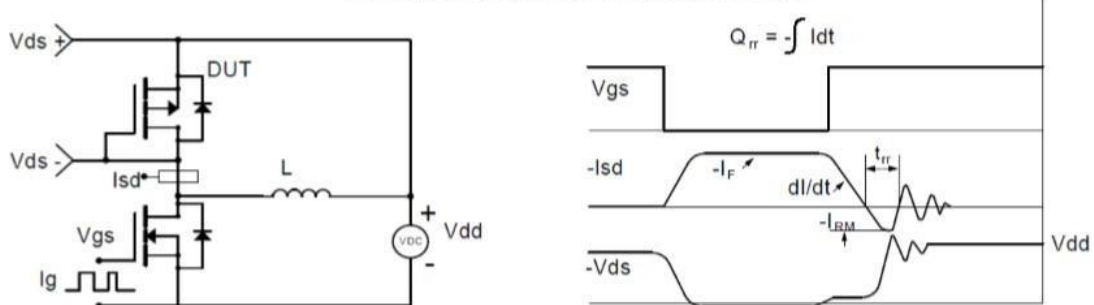 Vds +
DUT
Vds -
Isd
L
Vgs
Ig
+
VDC
Vdd
-
Qrr = -∫ Idt
Vgs
-Isd
-IF
dI/dt
trr
-IRM
Vdd
-Vds